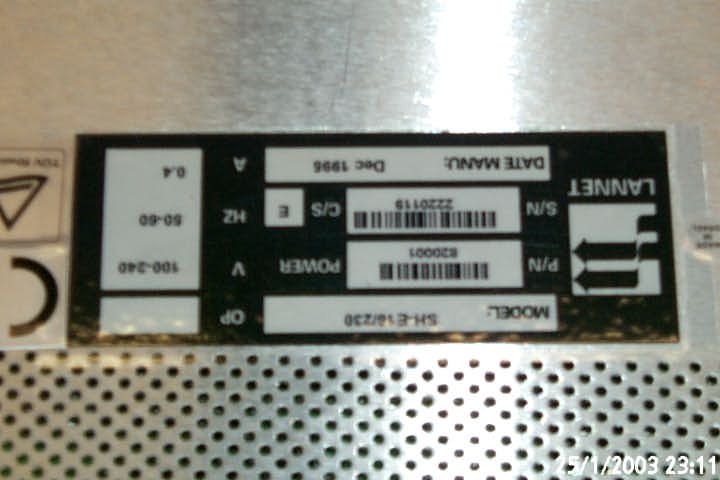 LANNET
MODEL: SH-E16/230
P/N 820001 POWER
S/N 2220119 C/S E
DATE MANU: Dec 1995
OP
V 100-240
HZ 50-60
A 0.4
25/1/2003 23:11